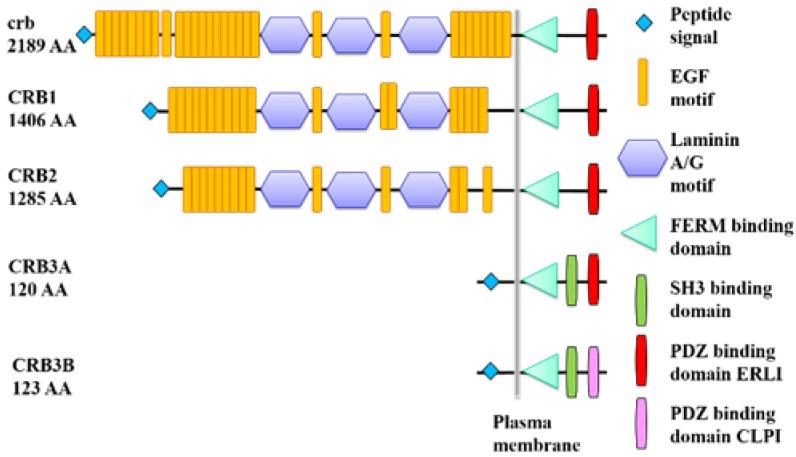 crb
2189 AA
CRB1
1406 AA
CRB2
1285 AA
CRB3A
120 AA
CRB3B
123 AA
Plasma
membrane
Peptide
signal
EGF
motif
Laminin
A/G
motif
FERM binding
domain
SH3 binding
domain
PDZ binding
domain ERLI
PDZ binding
domain CLPI